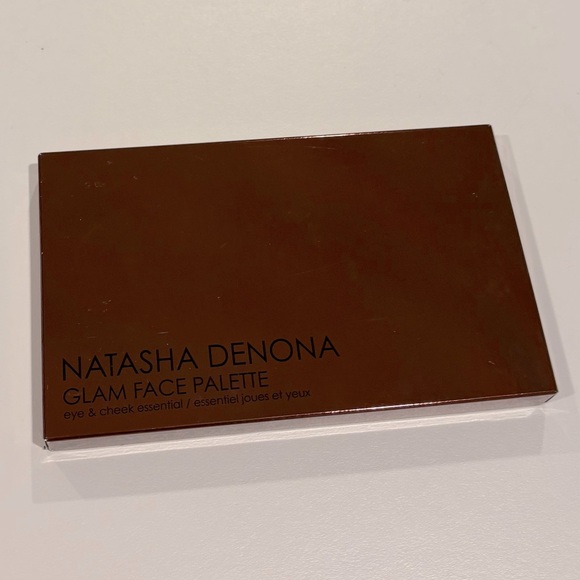 NATASHA DENONA
GLAM FACE PALETTE
eye & cheek essential / essentiel joues et yeux